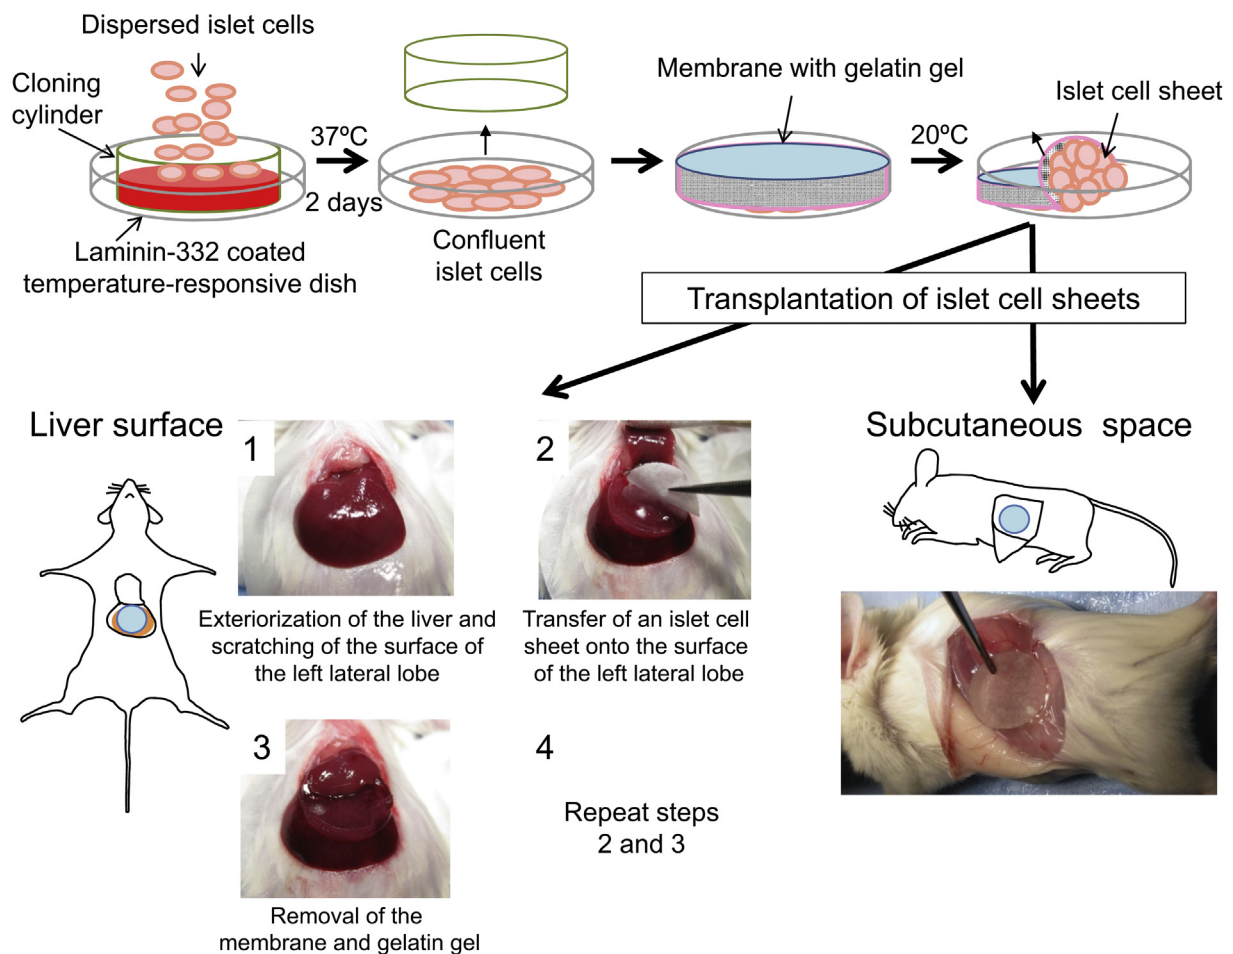 Dispersed islet cells
Cloning
cylinder
37ºC
2 days
Laminin-332 coated
temperature-responsive dish
Confluent
islet cells
Membrane with gelatin gel
20ºC
Islet cell sheet
Transplantation of islet cell sheets
Liver surface
1
Exteriorization of the liver and
scratching of the surface of
the left lateral lobe
2
Transfer of an islet cell
sheet onto the surface
of the left lateral lobe
3
Removal of the
membrane and gelatin gel
4
Repeat steps
2 and 3
Subcutaneous space